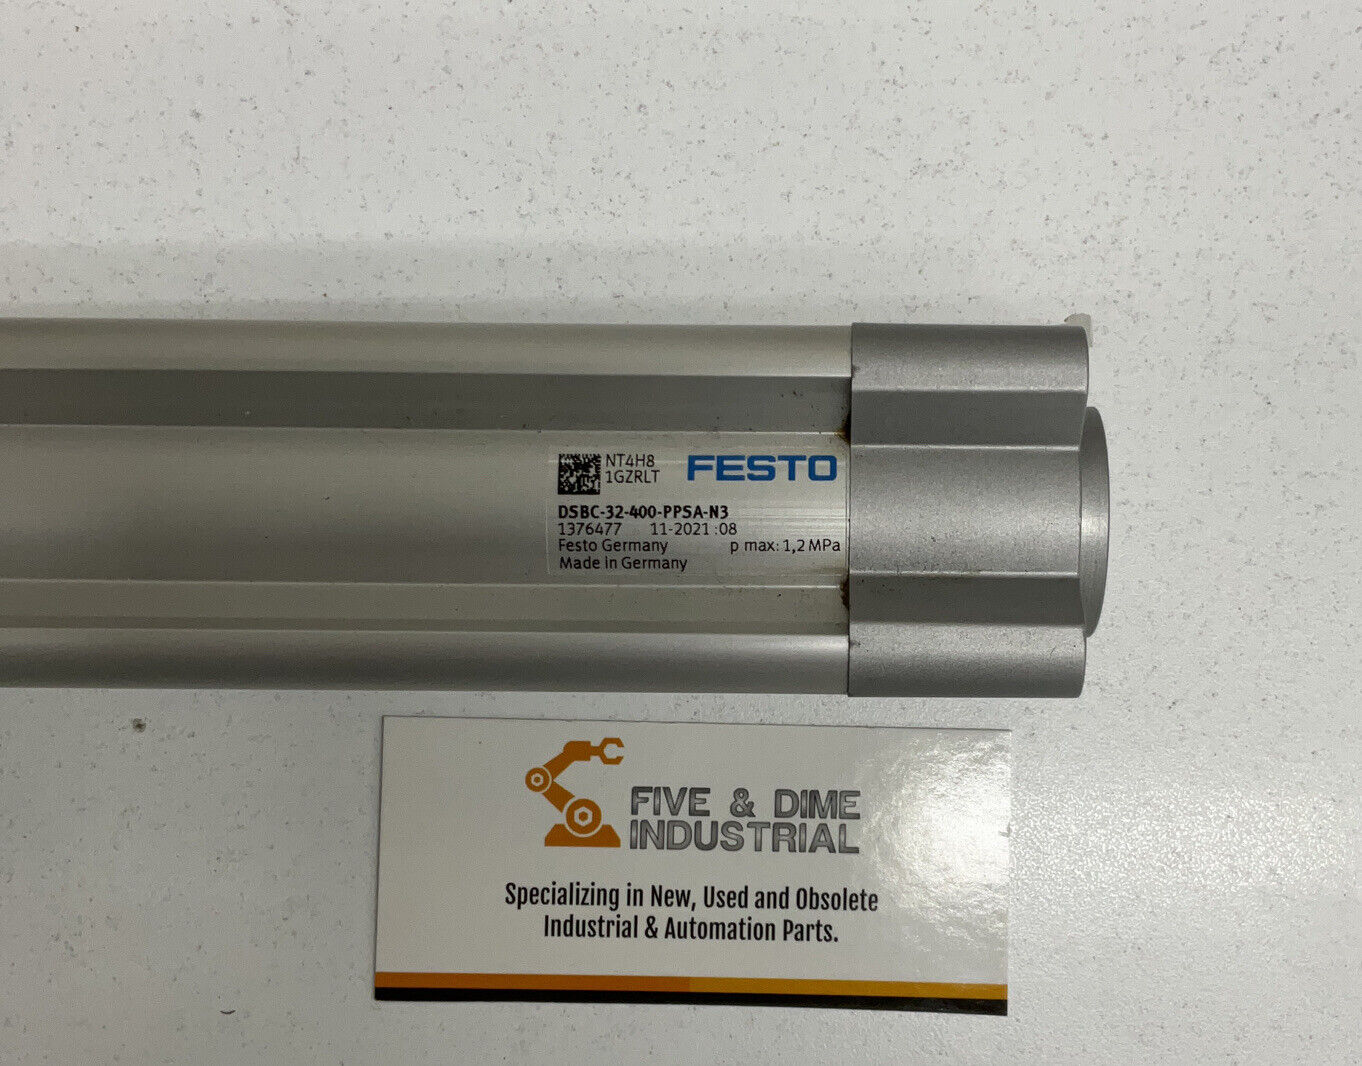 NT4H8
1GZRLT
FESTO
DSBC-32-400-PPSA-N3
1376477 11-2021 :08
Festo Germany p max: 1,2 MPa
Made in Germany
FIVE & DIME
INDUSTRIAL
Specializing in New, Used and Obsolete
Industrial & Automation Parts.